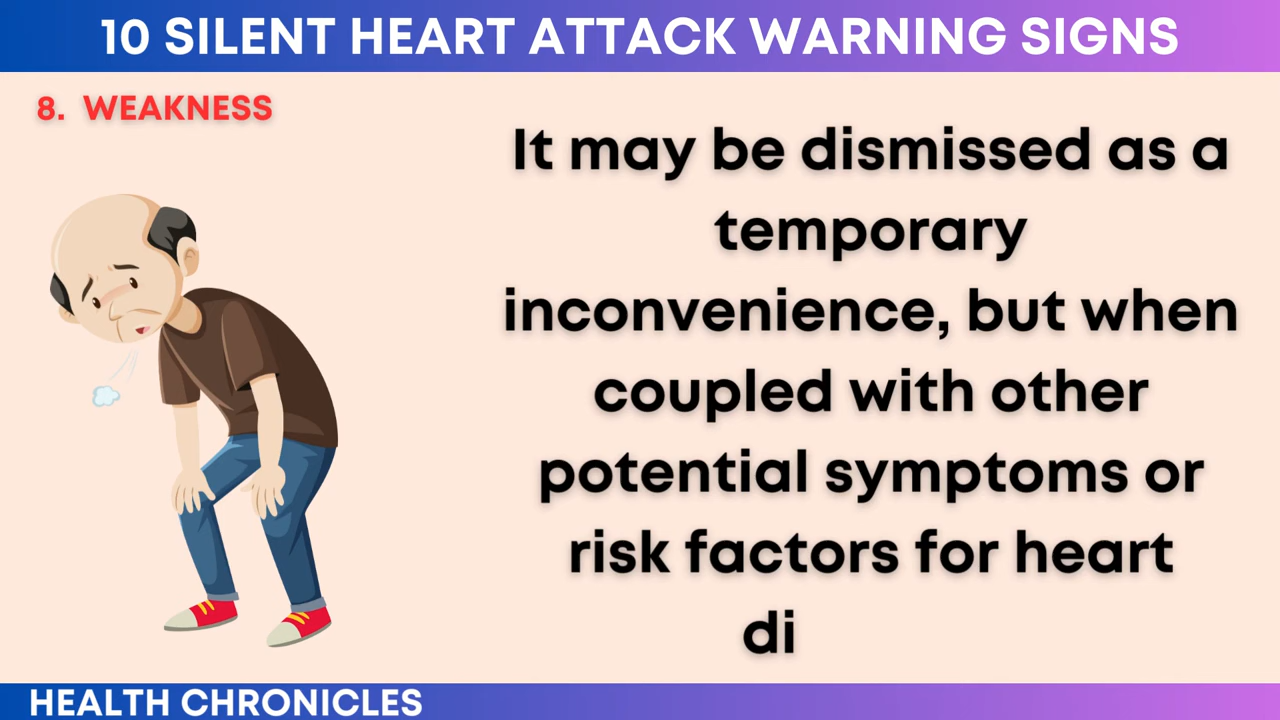 10 SILENT HEART ATTACK WARNING SIGNS
8. WEAKNESS
It may be dismissed as a
temporary
inconvenience, but when
coupled with other
potential symptoms or
risk factors for heart
di
HEALTH CHRONICLES